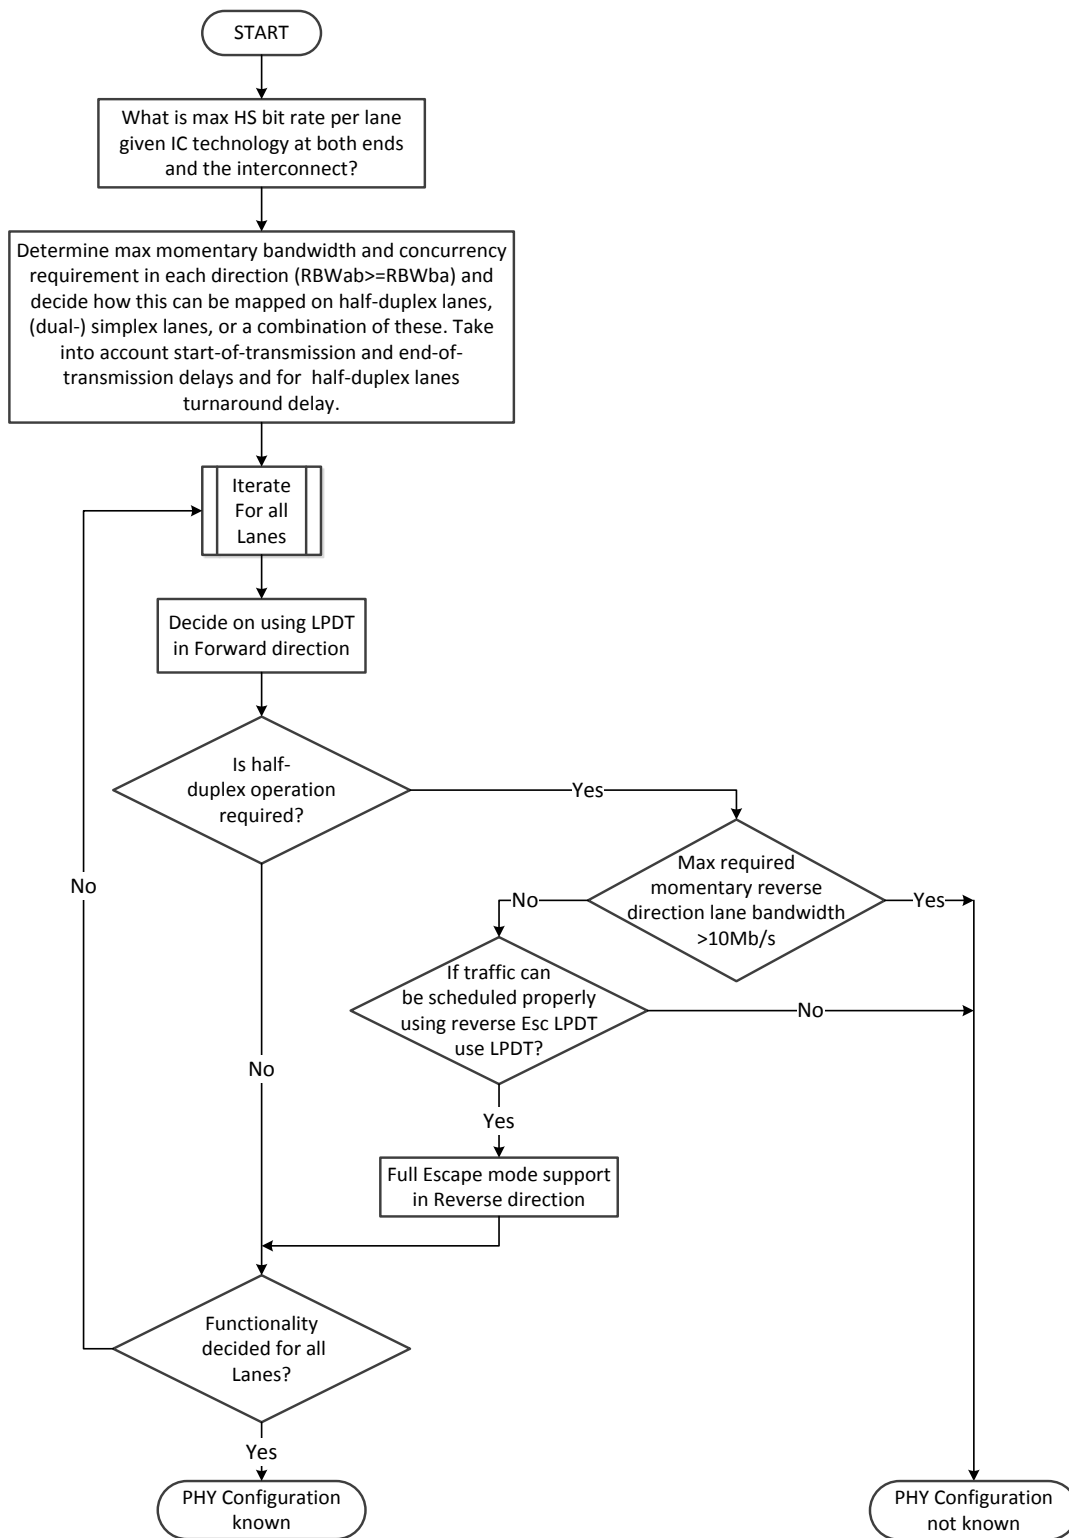 START
What is max HS bit rate per lane
given IC technology at both ends
and the interconnect?
Determine max momentary bandwidth and concurrency
requirement in each direction (RBWab>=RBWba) and
decide how this can be mapped on half-duplex lanes,
(dual-) simplex lanes, or a combination of these. Take
into account start-of-transmission and end-of-
transmission delays and for half-duplex lanes
turnaround delay.
Iterate
For all
Lanes
Decide on using LPDT
in Forward direction
Is half-
duplex operation
required?
Yes
Max required
momentary reverse
direction lane bandwidth
>10Mb/s
No
No
Yes
If traffic can
be scheduled properly
using reverse Esc LPDT
use LPDT?
No
No
Yes
Full Escape mode support
in Reverse direction
Functionality
decided for all
Lanes?
Yes
PHY Configuration
known
PHY Configuration
not known